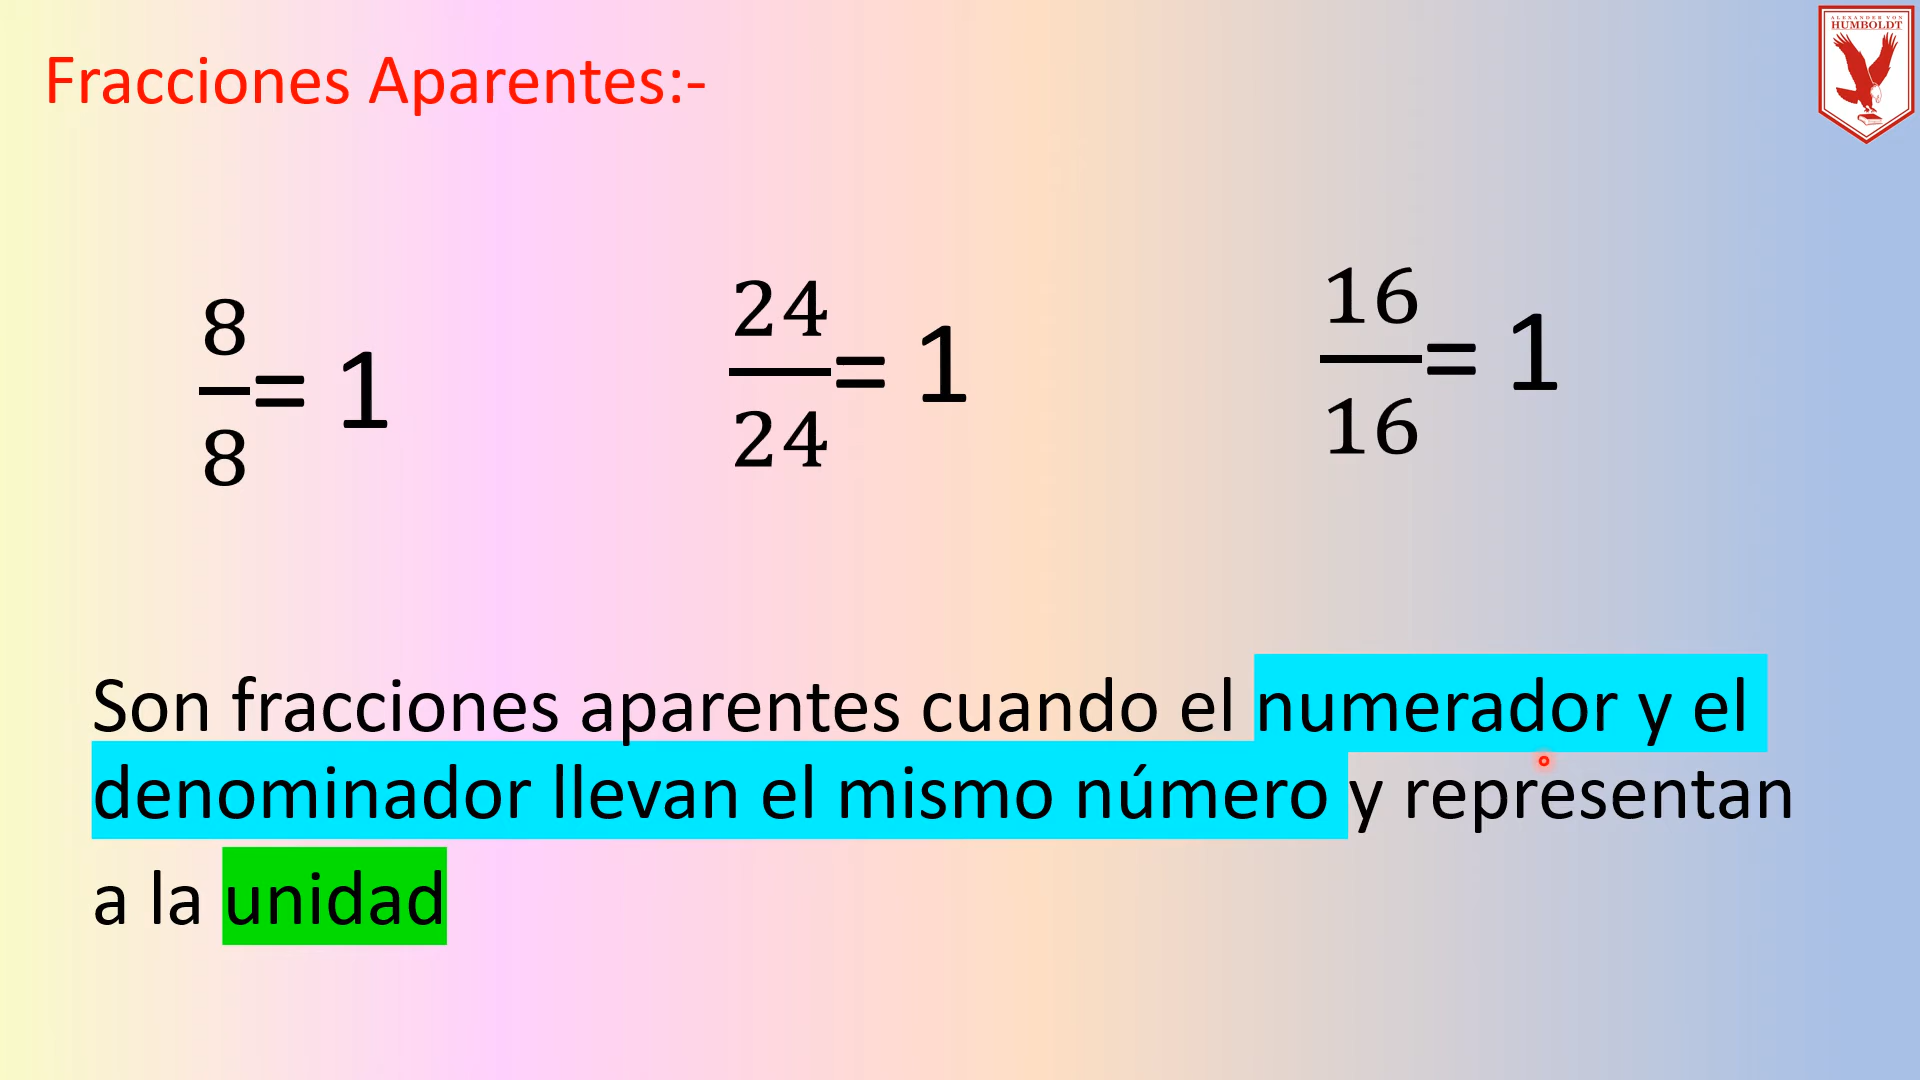 ALEXANDER VON
HUMBOLDT
Fracciones Aparentes:-
8/8 = 1
24/24 = 1
16/16 = 1
Son fracciones aparentes cuando el numerador y el
denominador llevan el mismo número y representan
a la unidad